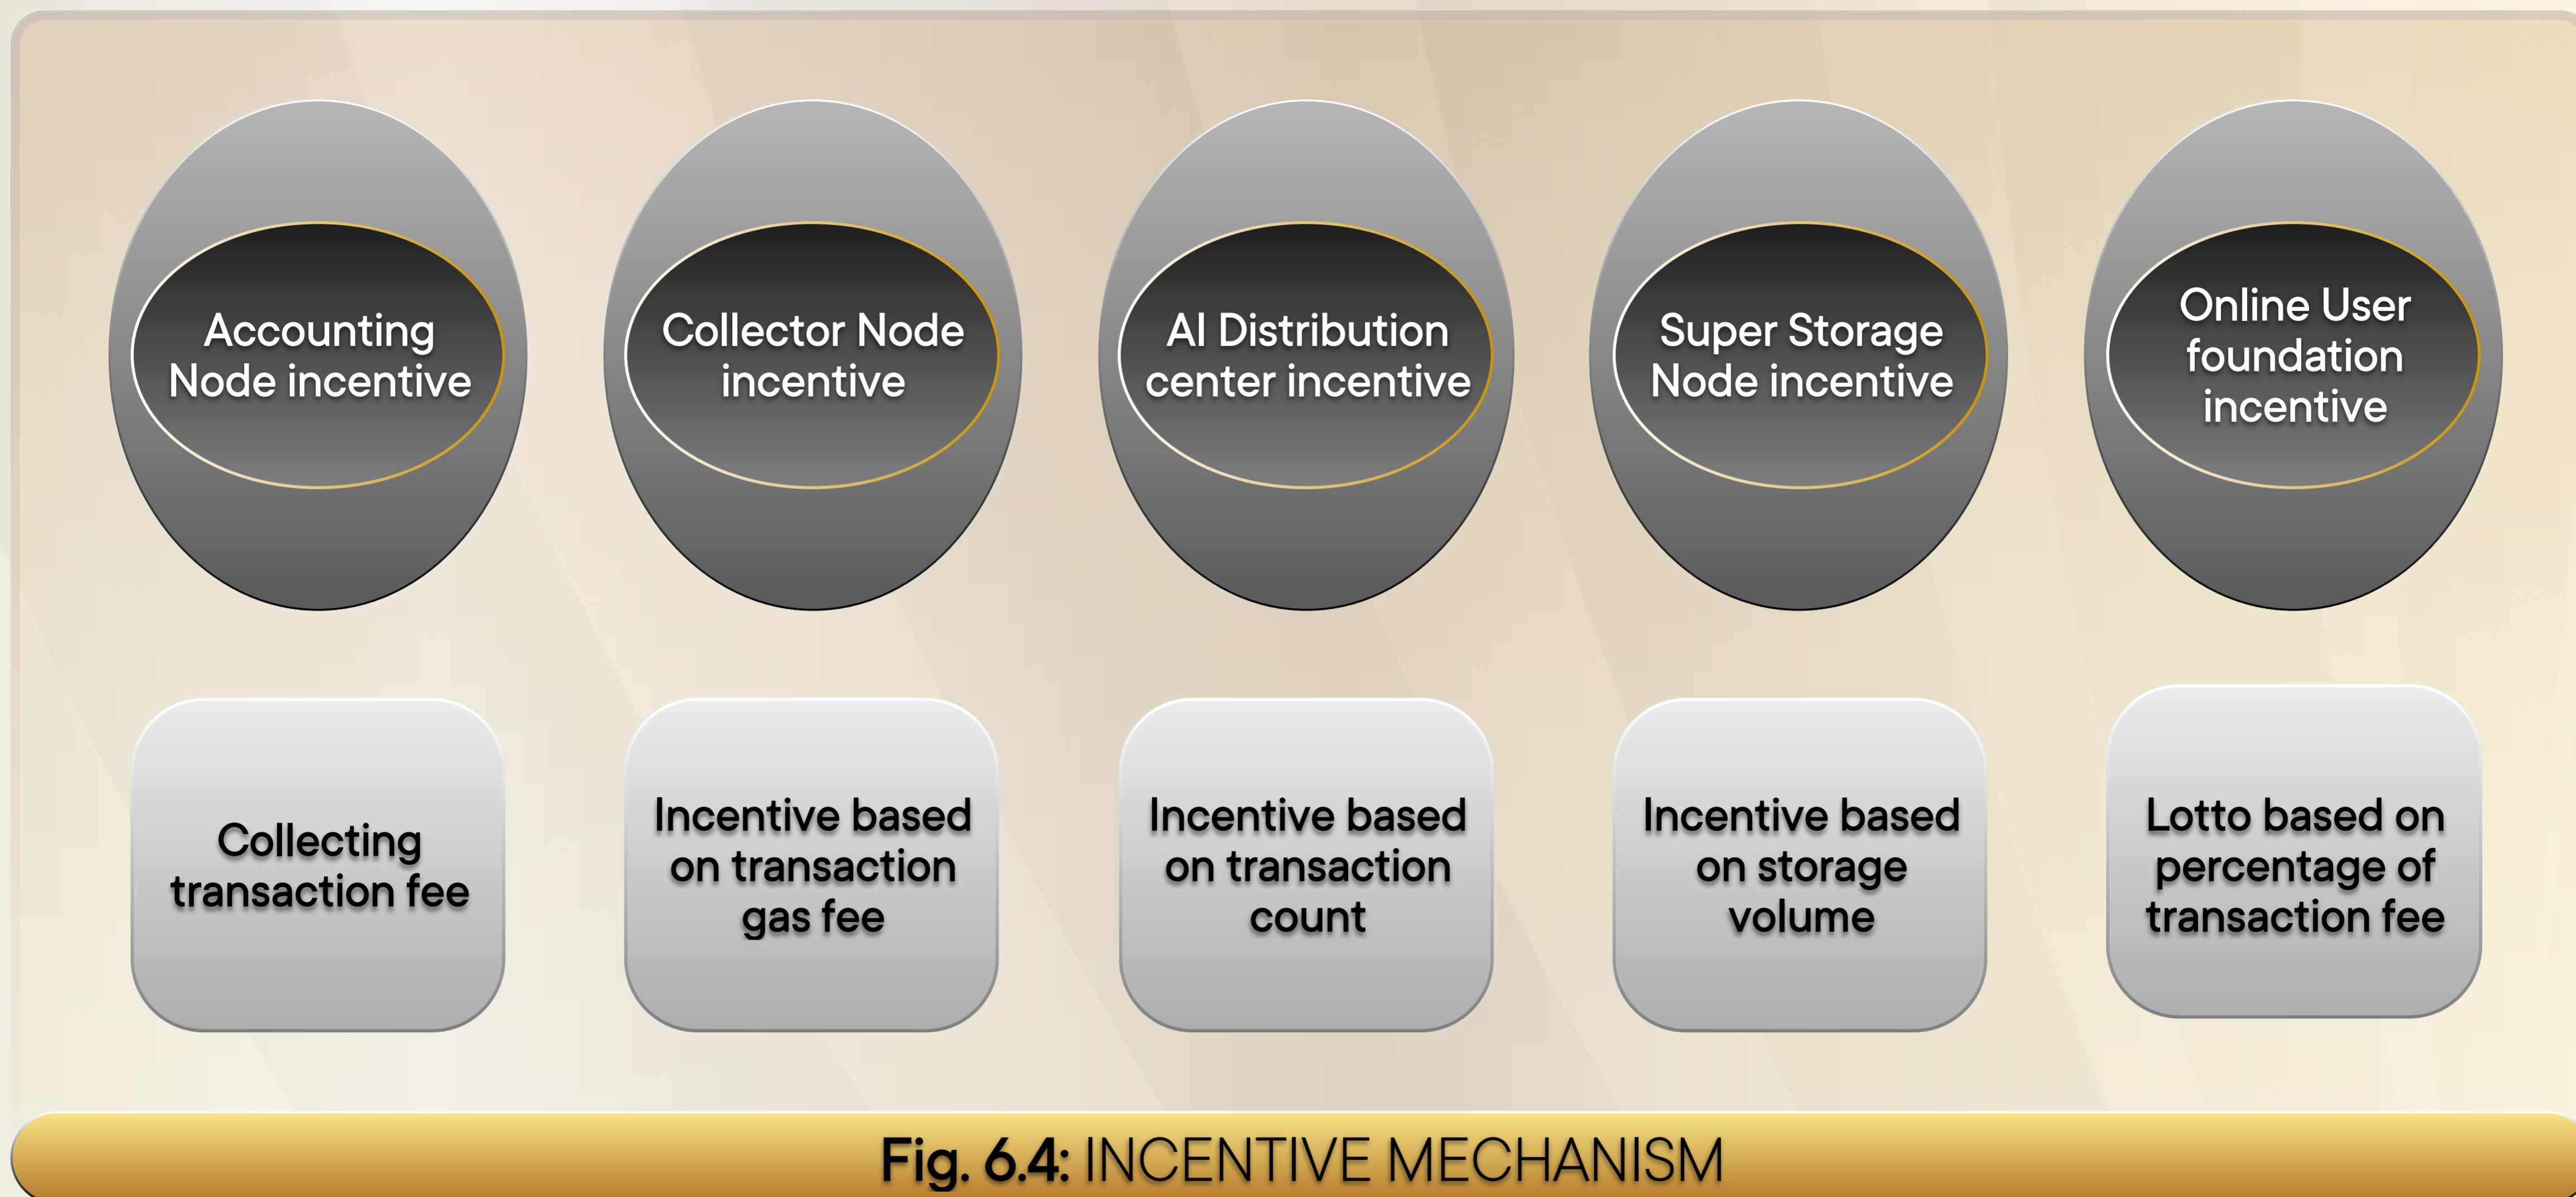 Accounting
Node incentive
Collector Node
incentive
AI Distribution
center incentive
Super Storage
Node incentive
Online User
foundation
incentive
Collecting
transaction fee
Incentive based
on transaction
gas fee
Incentive based
on transaction
count
Incentive based
on storage
volume
Lotto based on
percentage of
transaction fee
Fig. 6.4: INCENTIVE MECHANISM